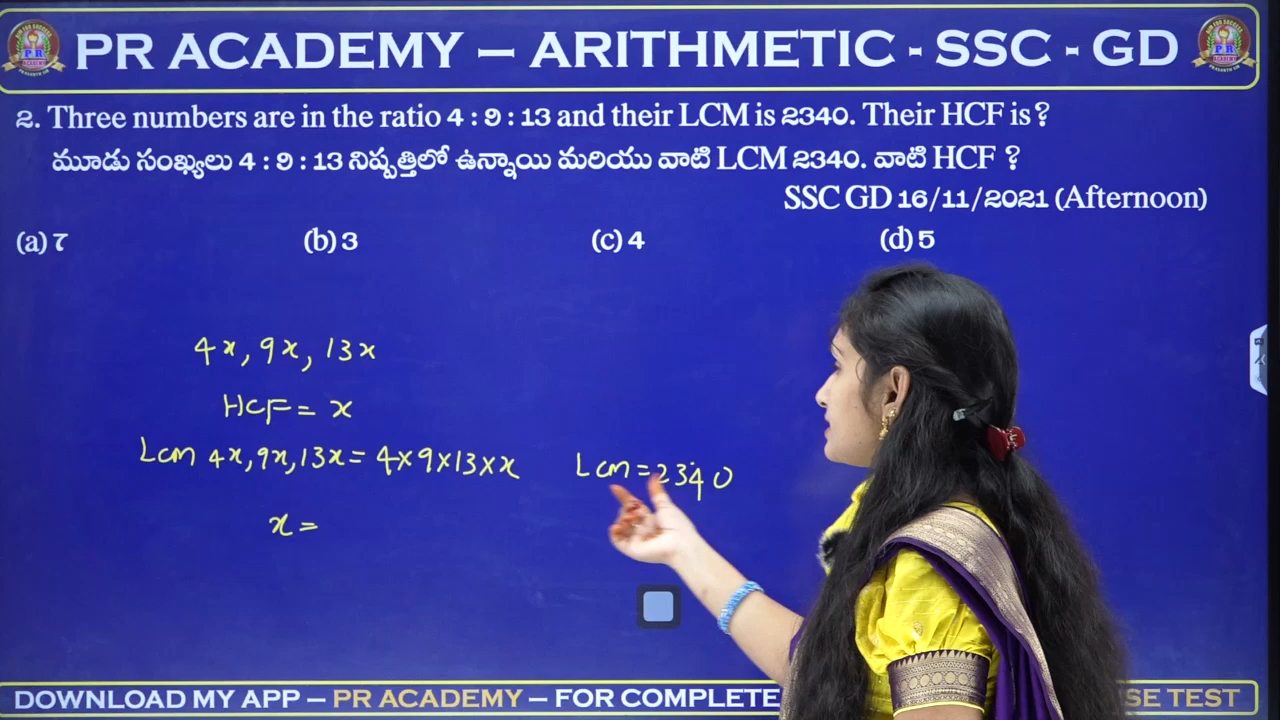 PR ACADEMY – ARITHMETIC - SSC - GD
2. Three numbers are in the ratio 4 : 9 : 13 and their LCM is 2340. Their HCF is ?
మూడు సంఖ్యలు 4 : 9 : 13 నిష్పత్తిలో ఉన్నాయి మరియు వాటి LCM 2340. వాటి HCF ?
SSC GD 16/11/2021 (Afternoon)
(a) 7 (b) 3 (c) 4 (d) 5
4x, 9x, 13x
HCF = x
Lcm 4x, 9x, 13x = 4×9×13×x Lcm = 2340
x =
DOWNLOAD MY APP – PR ACADEMY – FOR COMPLETE SE TEST